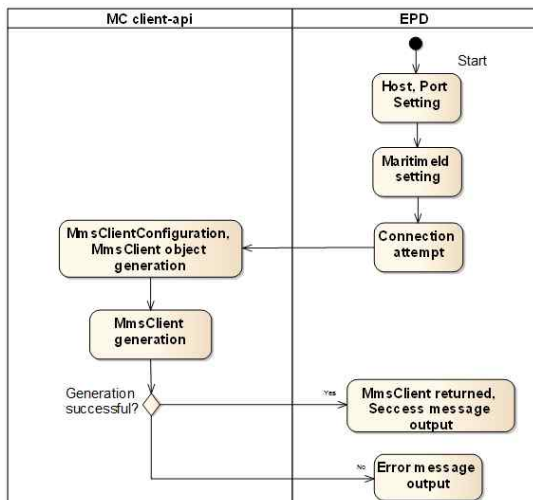 MC client-api
EPD
Start
Host, Port
Setting
MaritimeId
setting
Connection
attempt
MmsClientConfiguration,
MmsClient object
generation
MmsClient
generation
Generation
successful?
Yes
MmsClient returned,
Seccess message
output
No
Error message
output